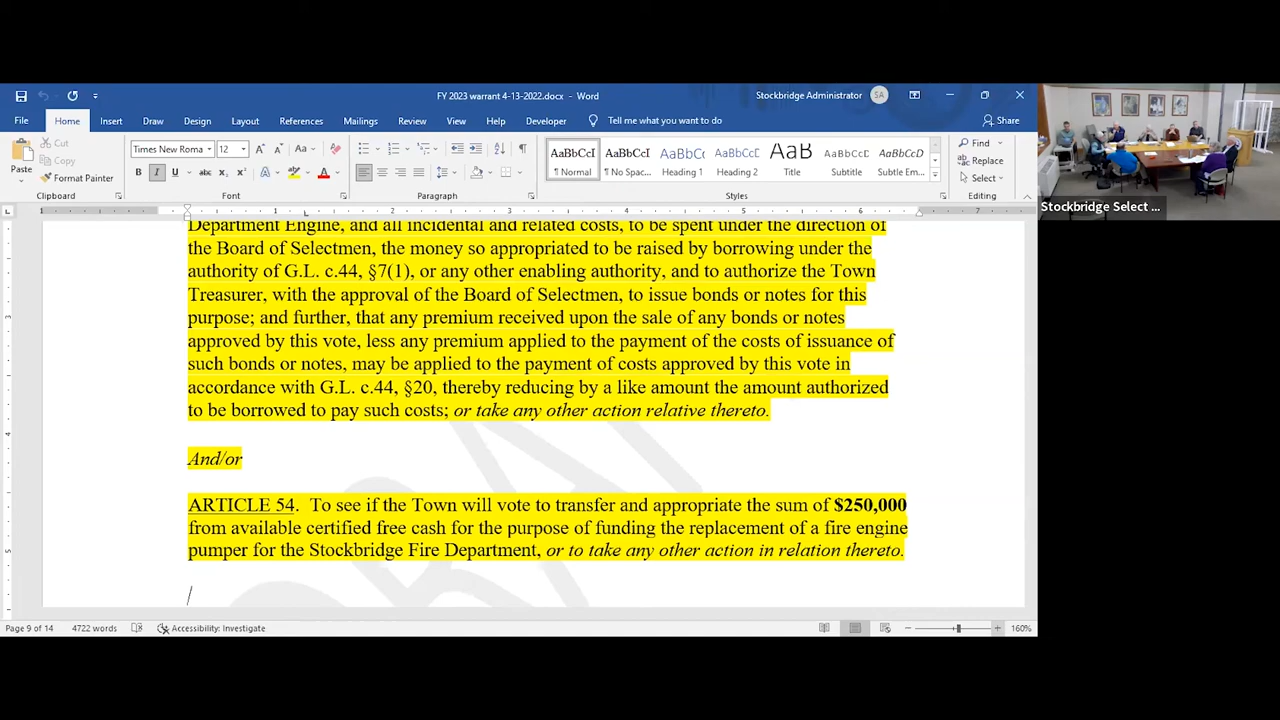 FY 2023 warrant 4-13-2022.docx - Word
Stockbridge Administrator
SA
File
Home
Insert
Draw
Design
Layout
References
Mailings
Review
View
Help
Developer
Tell me what you want to do
Share
Paste
Cut
Copy
Format Painter
Clipboard
Times New Roma
12
Font
Paragraph
AaBbCcI
¶ Normal
AaBbCcI
¶ No Spac...
AaBbCcI
Heading 1
AaBbCcD
Heading 2
AaB
Title
AaBbCcD
Subtitle
AaBbCcD
Subtle Em...
Styles
Find
Replace
Select
Editing
Stockbridge Select ...
1 1 2 3 4 5 6 7
Department Engine, and all incidental and related costs, to be spent under the direction of
the Board of Selectmen, the money so appropriated to be raised by borrowing under the
authority of G.L. c.44, §7(1), or any other enabling authority, and to authorize the Town
Treasurer, with the approval of the Board of Selectmen, to issue bonds or notes for this
purpose; and further, that any premium received upon the sale of any bonds or notes
approved by this vote, less any premium applied to the payment of the costs of issuance of
such bonds or notes, may be applied to the payment of costs approved by this vote in
accordance with G.L. c.44, §20, thereby reducing by a like amount the amount authorized
to be borrowed to pay such costs; or take any other action relative thereto.
And/or
ARTICLE 54. To see if the Town will vote to transfer and appropriate the sum of $250,000
from available certified free cash for the purpose of funding the replacement of a fire engine
pumper for the Stockbridge Fire Department, or to take any other action in relation thereto.
Page 9 of 14
4722 words
Accessibility: Investigate
160%